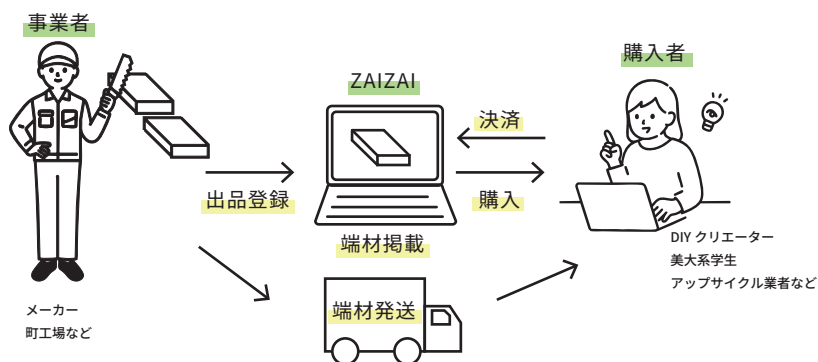 事業者
ZAIZAI
購入者
決済
出品登録
購入
端材掲載
DIY クリエーター
美大系学生
アップサイクル業者など
端材発送
メーカー
町工場など